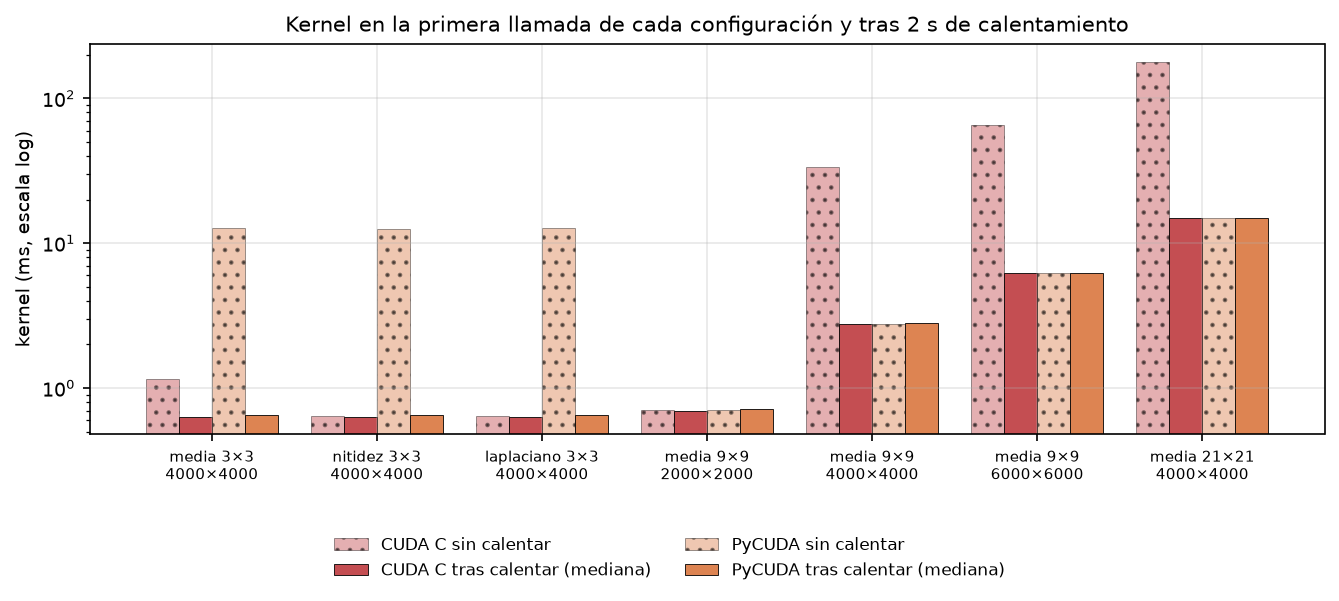 Kernel en la primera llamada de cada configuración y tras 2 s de calentamiento
kernel (ms, escala log)
10²
10¹
10⁰
media 3×3
4000×4000
nitidez 3×3
4000×4000
laplaciano 3×3
4000×4000
media 9×9
2000×2000
media 9×9
4000×4000
media 9×9
6000×6000
media 21×21
4000×4000
CUDA C sin calentar
CUDA C tras calentar (mediana)
PyCUDA sin calentar
PyCUDA tras calentar (mediana)